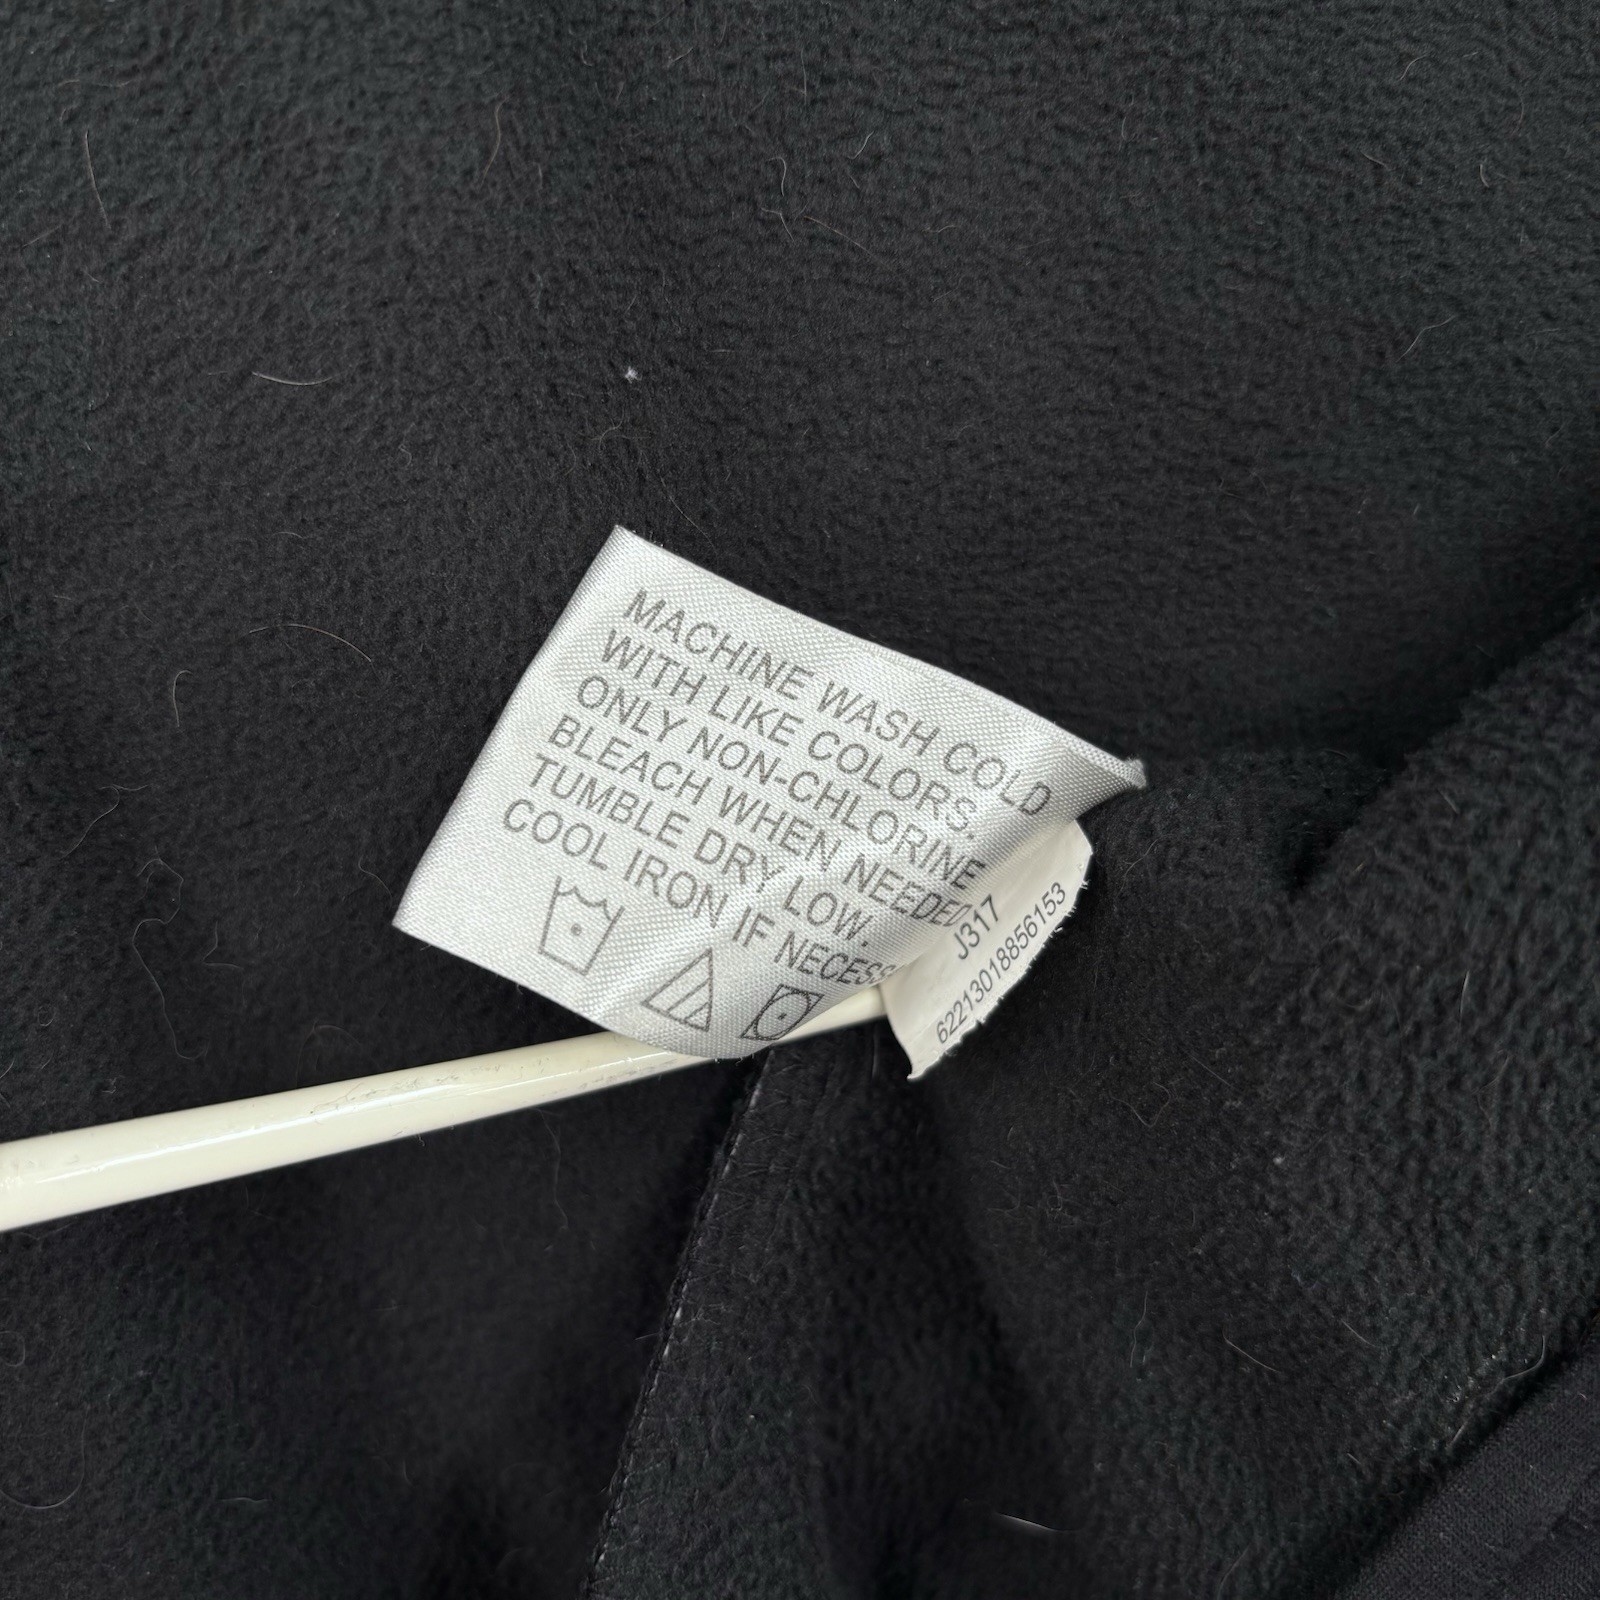 MACHINE WASH COLD
WITH LIKE COLORS.
ONLY NON-CHLORINE
BLEACH WHEN NEEDED
TUMBLE DRY LOW.
COOL IRON IF
J317
62213018856153